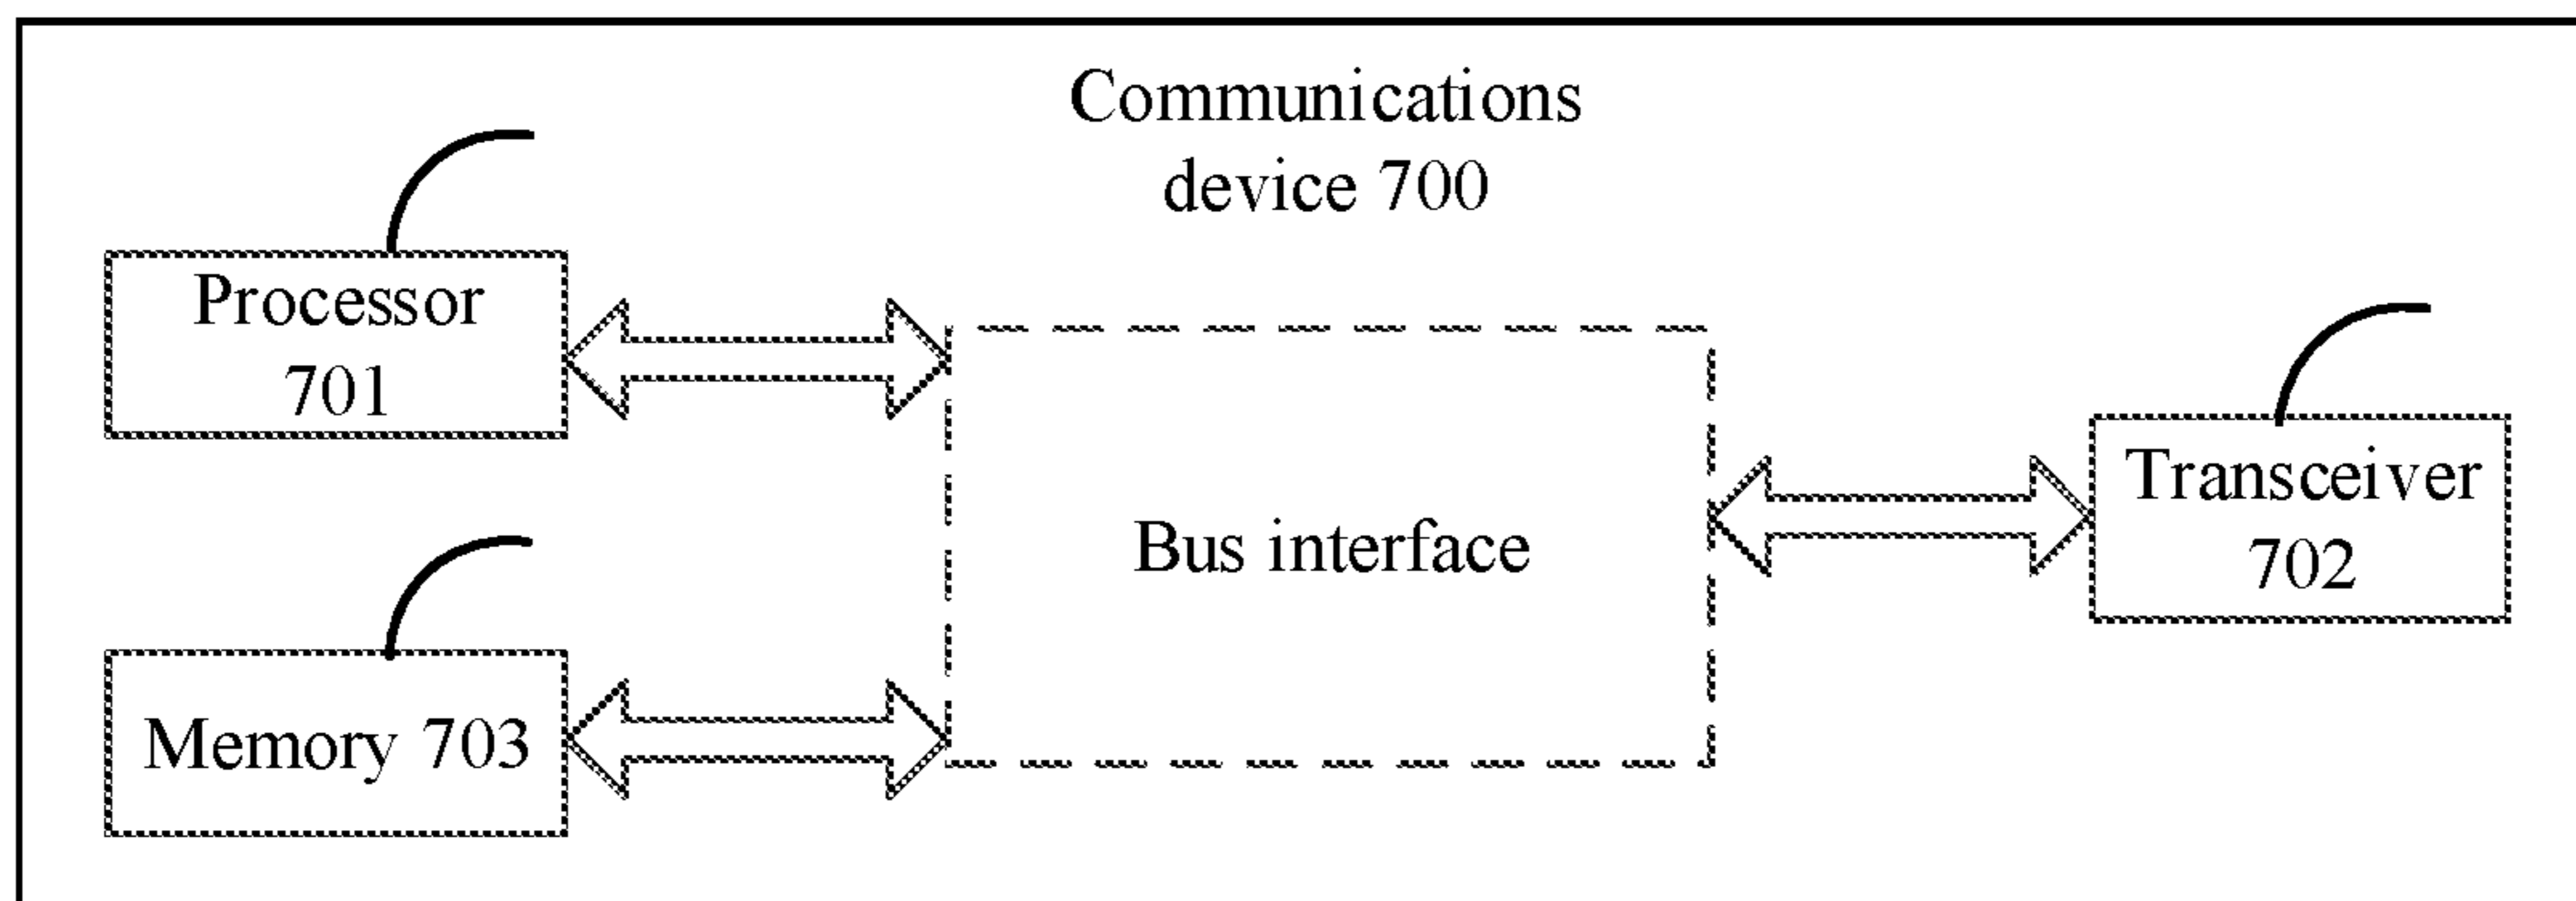 Communications
device 700
Processor
701
Transceiver
702
Bus interface
Memory 703